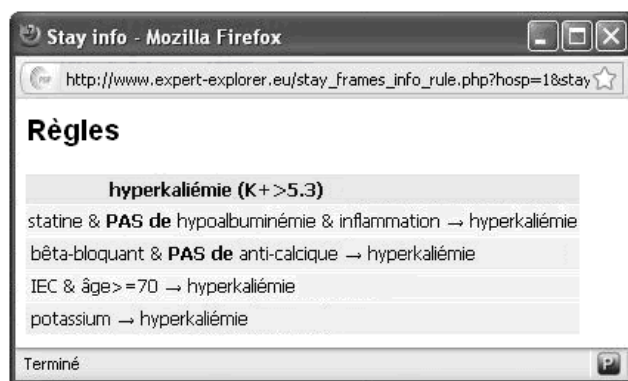 Stay info - Mozilla Firefox
http://www.expert-explorer.eu/stay_frames_info_rule.php?hosp=1&stay
Règles
hyperkaliémie (K+>5.3)
statine & PAS de hypoalbuminémie & inflammation → hyperkaliémie
bêta-bloquant & PAS de anti-calcique → hyperkaliémie
IEC & âge>=70 → hyperkaliémie
potassium → hyperkaliémie
Terminé